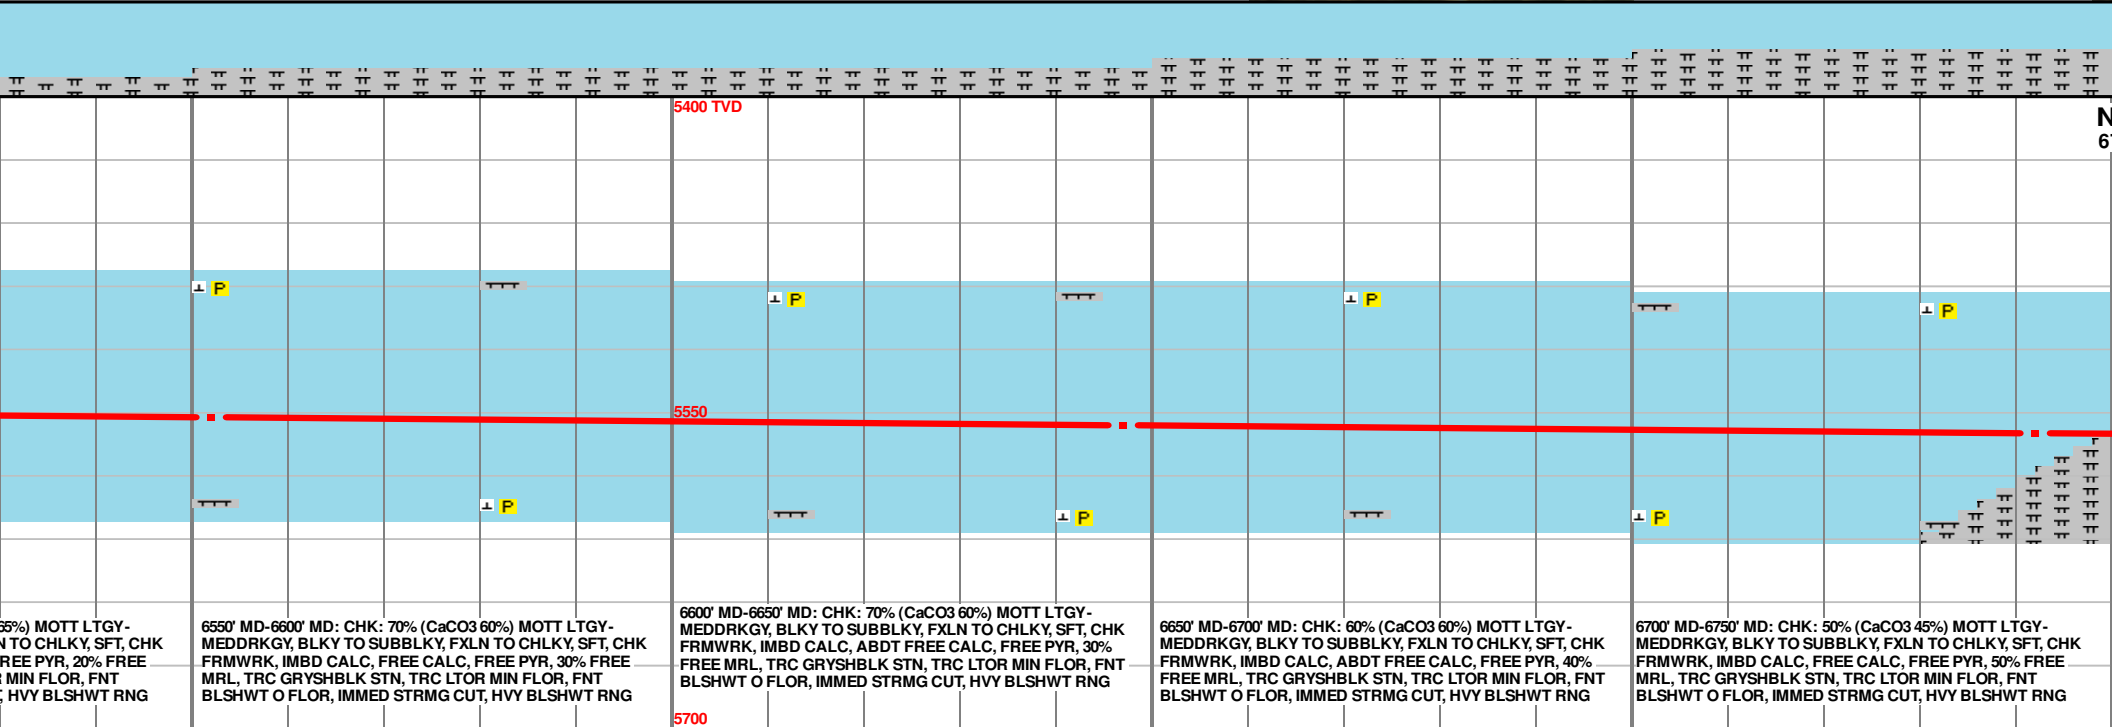 5400 TVD
N
6
P
P
P
P
5550
P
P
P
65%) MOTT LTGY-
N TO CHLKY, SFT, CHK
REE PYR, 20% FREE
MIN FLOR, FNT
, HVY BLSHWT RNG
6550' MD-6600' MD: CHK: 70% (CaCO3 60%) MOTT LTGY-
MEDDRKGY, BLKY TO SUBBLKY, FXLN TO CHLKY, SFT, CHK
FRMWRK, IMBD CALC, FREE CALC, FREE PYR, 30% FREE
MRL, TRC GRYSHBLK STN, TRC LTOR MIN FLOR, FNT
BLSHWT O FLOR, IMMED STRMG CUT, HVY BLSHWT RNG
6600' MD-6650' MD: CHK: 70% (CaCO3 60%) MOTT LTGY-
MEDDRKGY, BLKY TO SUBBLKY, FXLN TO CHLKY, SFT, CHK
FRMWRK, IMBD CALC, ABDT FREE CALC, FREE PYR, 30%
FREE MRL, TRC GRYSHBLK STN, TRC LTOR MIN FLOR, FNT
BLSHWT O FLOR, IMMED STRMG CUT, HVY BLSHWT RNG
6650' MD-6700' MD: CHK: 60% (CaCO3 60%) MOTT LTGY-
MEDDRKGY, BLKY TO SUBBLKY, FXLN TO CHLKY, SFT, CHK
FRMWRK, IMBD CALC, ABDT FREE CALC, FREE PYR, 40%
FREE MRL, TRC GRYSHBLK STN, TRC LTOR MIN FLOR, FNT
BLSHWT O FLOR, IMMED STRMG CUT, HVY BLSHWT RNG
6700' MD-6750' MD: CHK: 50% (CaCO3 45%) MOTT LTGY-
MEDDRKGY, BLKY TO SUBBLKY, FXLN TO CHLKY, SFT, CHK
FRMWRK, IMBD CALC, FREE CALC, FREE PYR, 50% FREE
MRL, TRC GRYSHBLK STN, TRC LTOR MIN FLOR, FNT
BLSHWT O FLOR, IMMED STRMG CUT, HVY BLSHWT RNG
5700